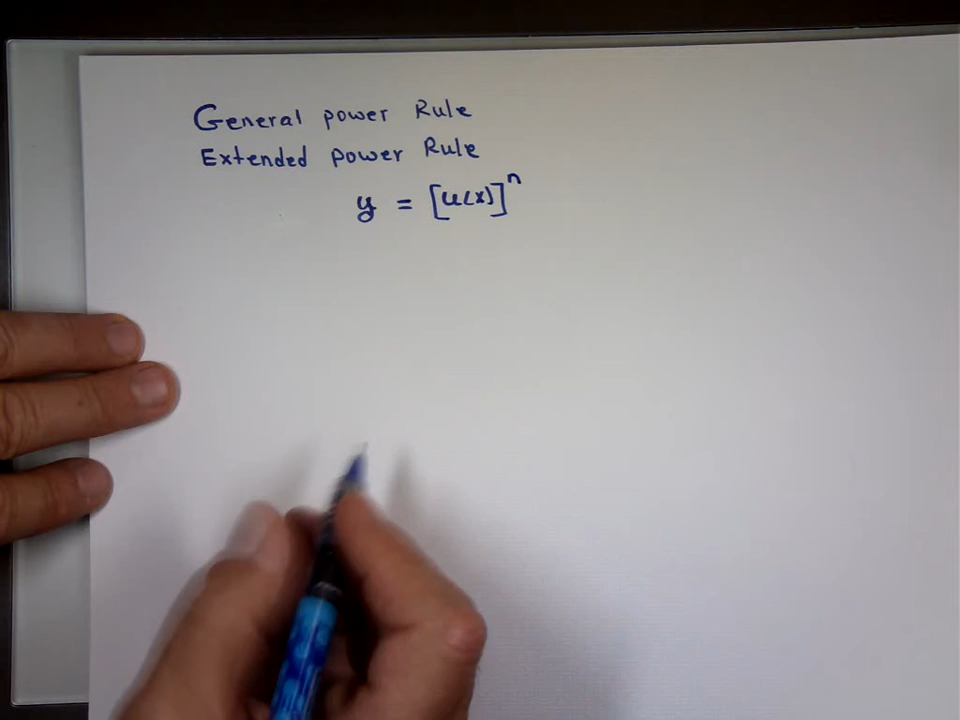 General power Rule
Extended power Rule
y = [u(x)]^n